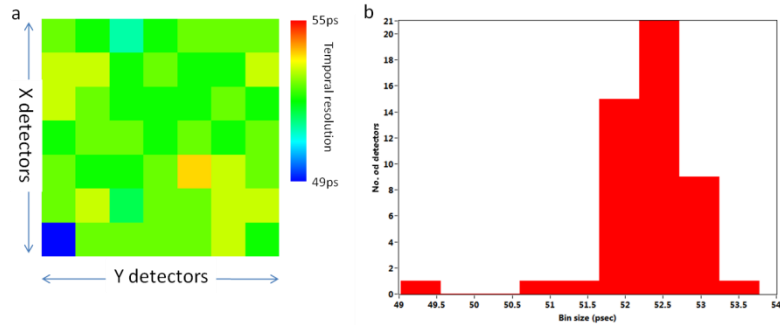 a
55ps
Temporal resolution
49ps
X detectors
Y detectors
b
21
20
18
16
14
12
10
8
6
4
2
0
No. od detectors
49 49.5 50 50.5 51 51.5 52 52.5 53 53.5 54
Bin size (psec)